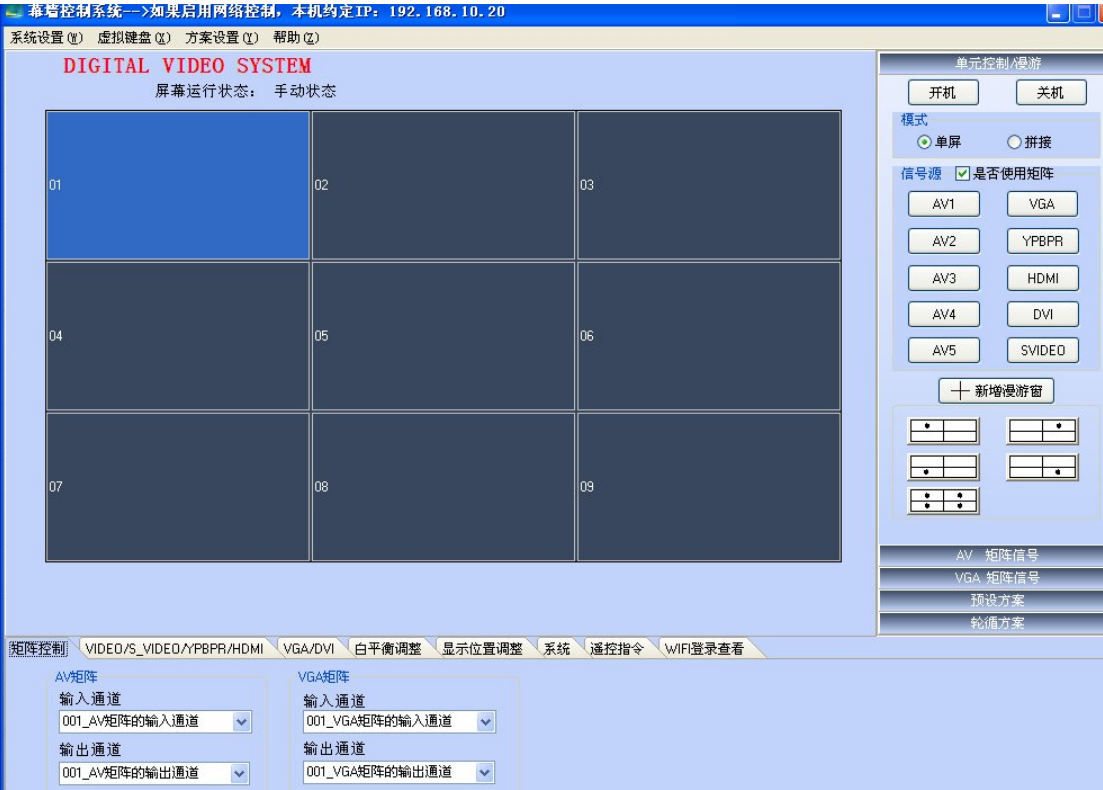 幕墙控制系统-->如果启用网络控制，本机约定IP：192.168.10.20
系统设置(W) 虚拟键盘(X) 方案设置(Y) 帮助(Z)
DIGITAL VIDEO SYSTEM
屏幕运行状态： 手动状态
01 02 03
04 05 06
07 08 09
单元控制/漫游
开机 关机
模式
单屏 拼接
信号源 是否使用矩阵
AV1 VGA
AV2 YPBPR
AV3 HDMI
AV4 DVI
AV5 SVIDEO
新增漫游窗
AV 矩阵信号
VGA 矩阵信号
预设方案
轮循方案
矩阵控制 VIDEO/S_VIDEO/YPBPR/HDMI VGA/DVI 白平衡调整 显示位置调整 系统 遥控指令 WIFI登录查看
AV矩阵
输入通道
001_AV矩阵的输入通道
输出通道
001_AV矩阵的输出通道
VGA矩阵
输入通道
001_VGA矩阵的输入通道
输出通道
001_VGA矩阵的输出通道